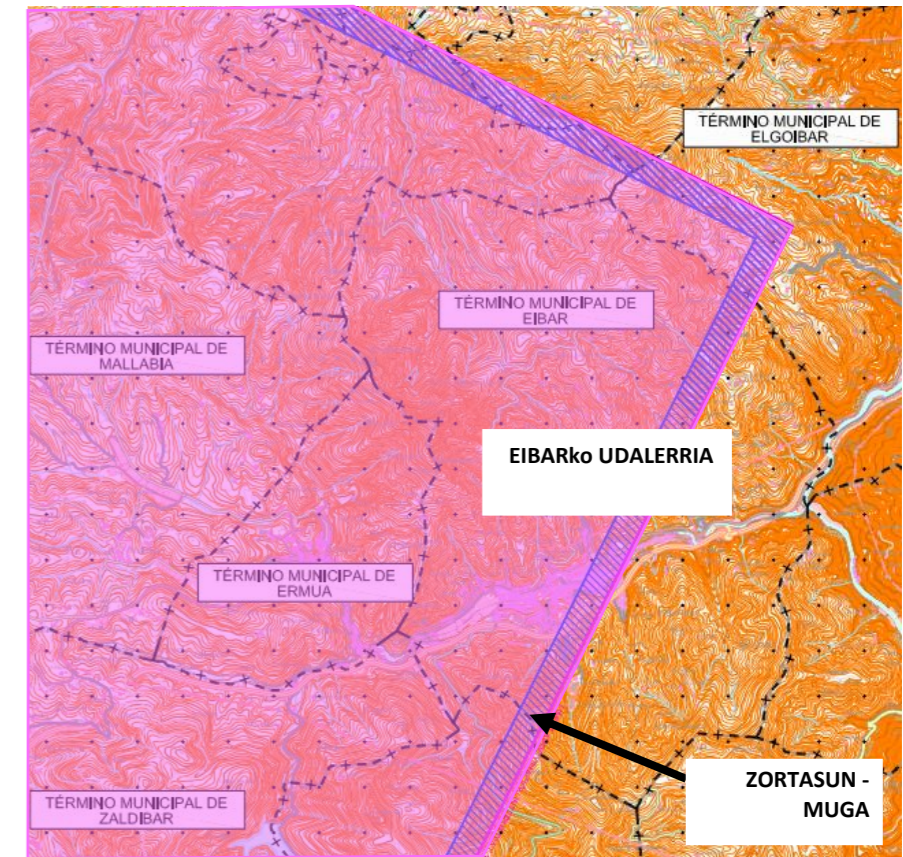 TÉRMINO MUNICIPAL DE
ELGOIBAR
TÉRMINO MUNICIPAL DE
EIBAR
TÉRMINO MUNICIPAL DE
MALLABIA
EIBARko UDALERRIA
TÉRMINO MUNICIPAL DE
ERMUA
ZORTASUN -
MUGA
TÉRMINO MUNICIPAL DE
ZALDIBAR